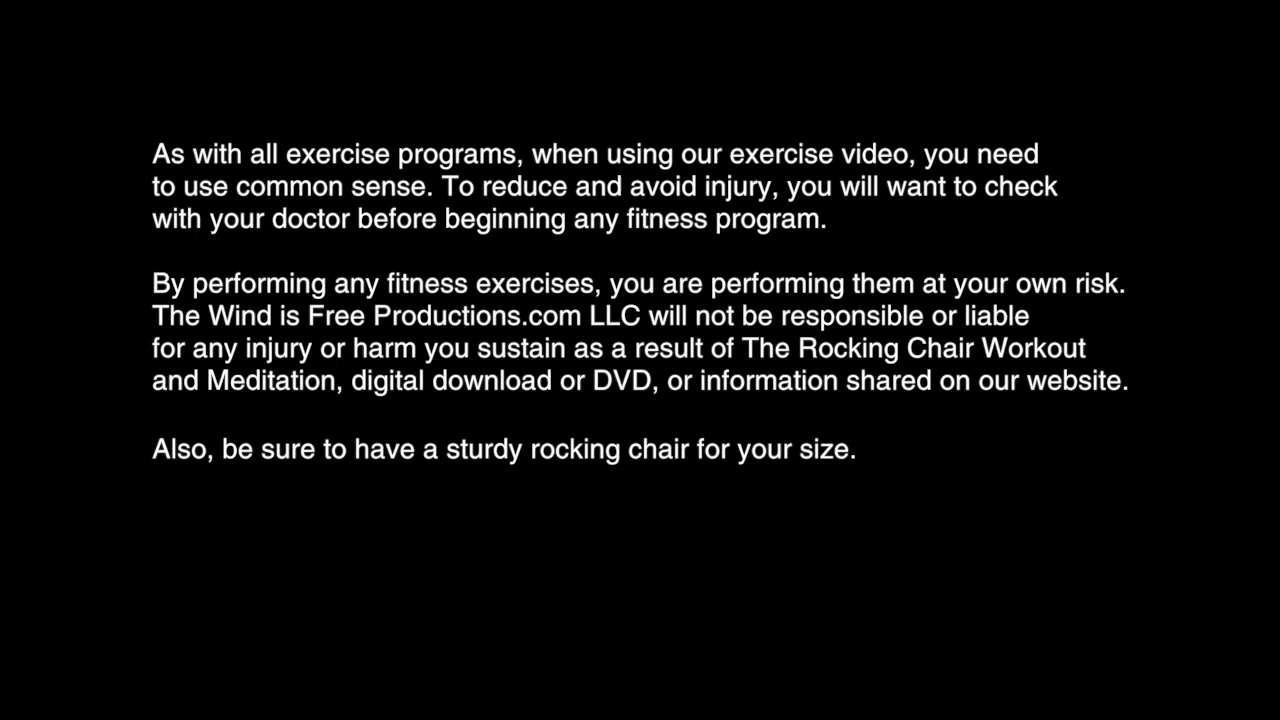 As with all exercise programs, when using our exercise video, you need
to use common sense. To reduce and avoid injury, you will want to check
with your doctor before beginning any fitness program.
By performing any fitness exercises, you are performing them at your own risk.
The Wind is Free Productions.com LLC will not be responsible or liable
for any injury or harm you sustain as a result of The Rocking Chair Workout
and Meditation, digital download or DVD, or information shared on our website.
Also, be sure to have a sturdy rocking chair for your size.